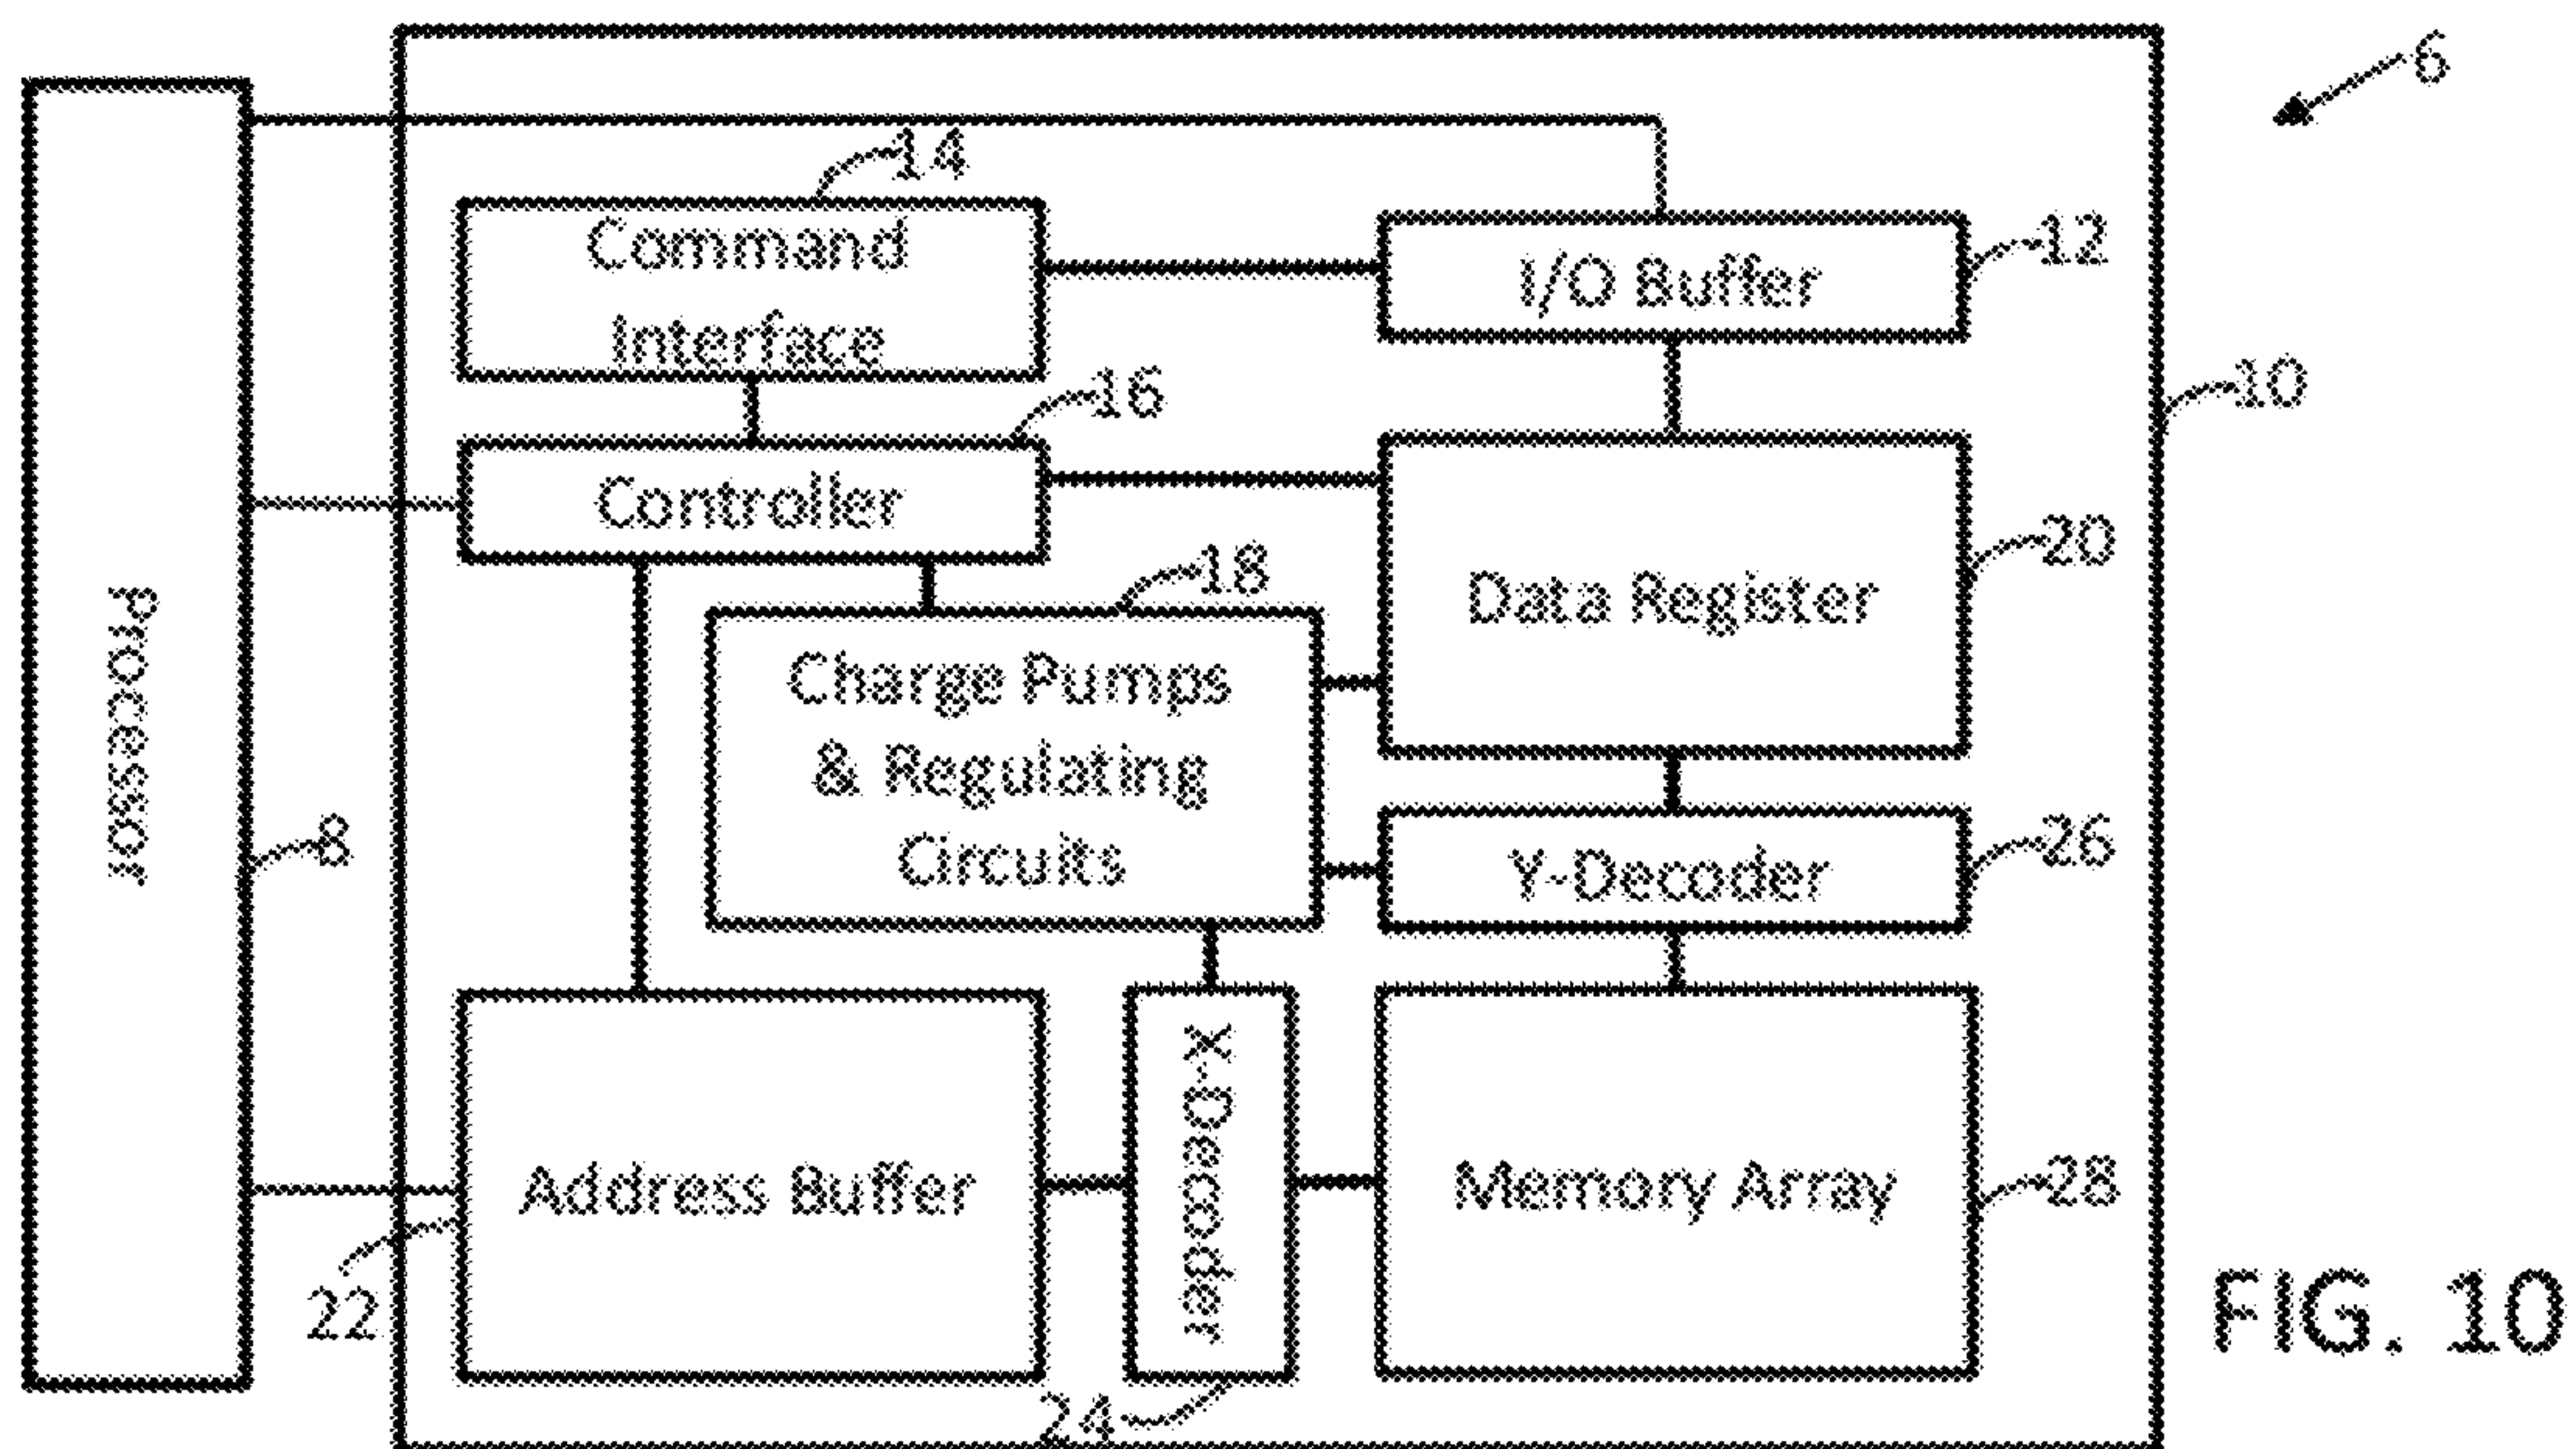 6
14
Command
Interface
12
I/O Buffer
10
16
Controller
18
20
Data Register
Processor
Charge Pumps
& Regulating
Circuits
8
26
Y-Decoder
Address Buffer
X-Decoder
Memory Array
28
22
24
FIG. 10